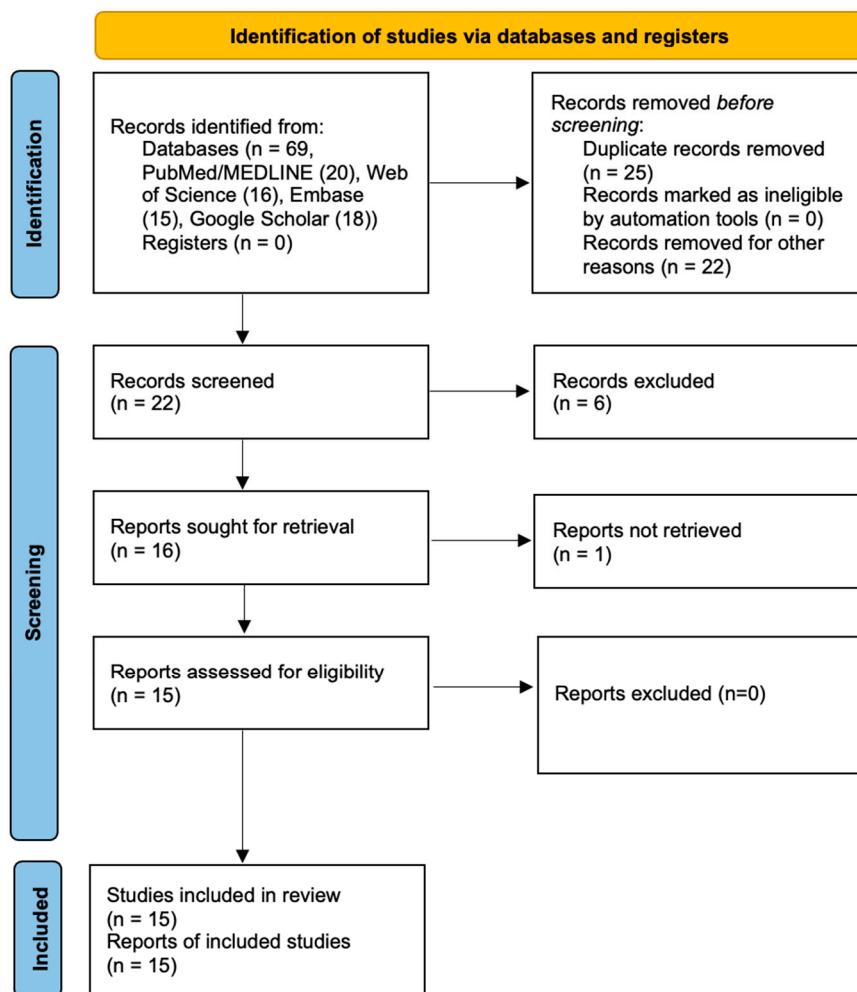 Identification of studies via databases and registers
Identification
Records identified from:
Databases (n = 69,
PubMed/MEDLINE (20), Web
of Science (16), Embase
(15), Google Scholar (18))
Registers (n = 0)
Records removed before
screening:
Duplicate records removed
(n = 25)
Records marked as ineligible
by automation tools (n = 0)
Records removed for other
reasons (n = 22)
Screening
Records screened
(n = 22)
Records excluded
(n = 6)
Reports sought for retrieval
(n = 16)
Reports not retrieved
(n = 1)
Reports assessed for eligibility
(n = 15)
Reports excluded (n=0)
Included
Studies included in review
(n = 15)
Reports of included studies
(n = 15)